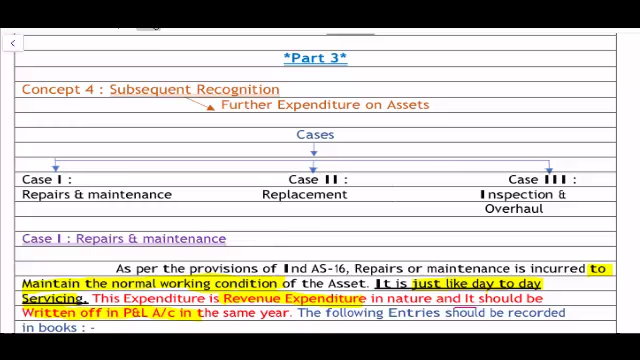 *Part 3*
Concept 4 : Subsequent Recognition
Further Expenditure on Assets
Cases
Case I : Case II : Case III :
Repairs & maintenance Replacement Inspection &
Overhaul
Case I : Repairs & maintenance
As per the provisions of Ind AS-16, Repairs or maintenance is incurred to
Maintain the normal working condition of the Asset. It is just like day to day
Servicing. This Expenditure is Revenue Expenditure in nature and It should be
Written off in P&L A/c in the same year. The following Entries should be recorded
in books : -